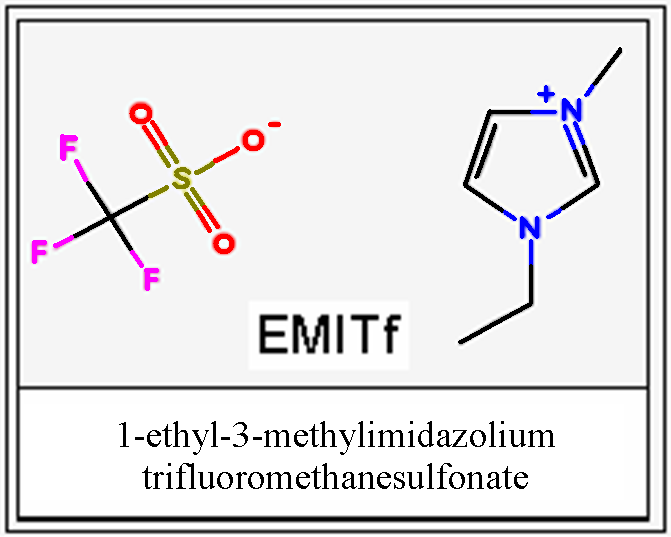 O
O-
F
S
F
O
F
+
N
N
EMITf
1-ethyl-3-methylimidazolium
trifluoromethanesulfonate